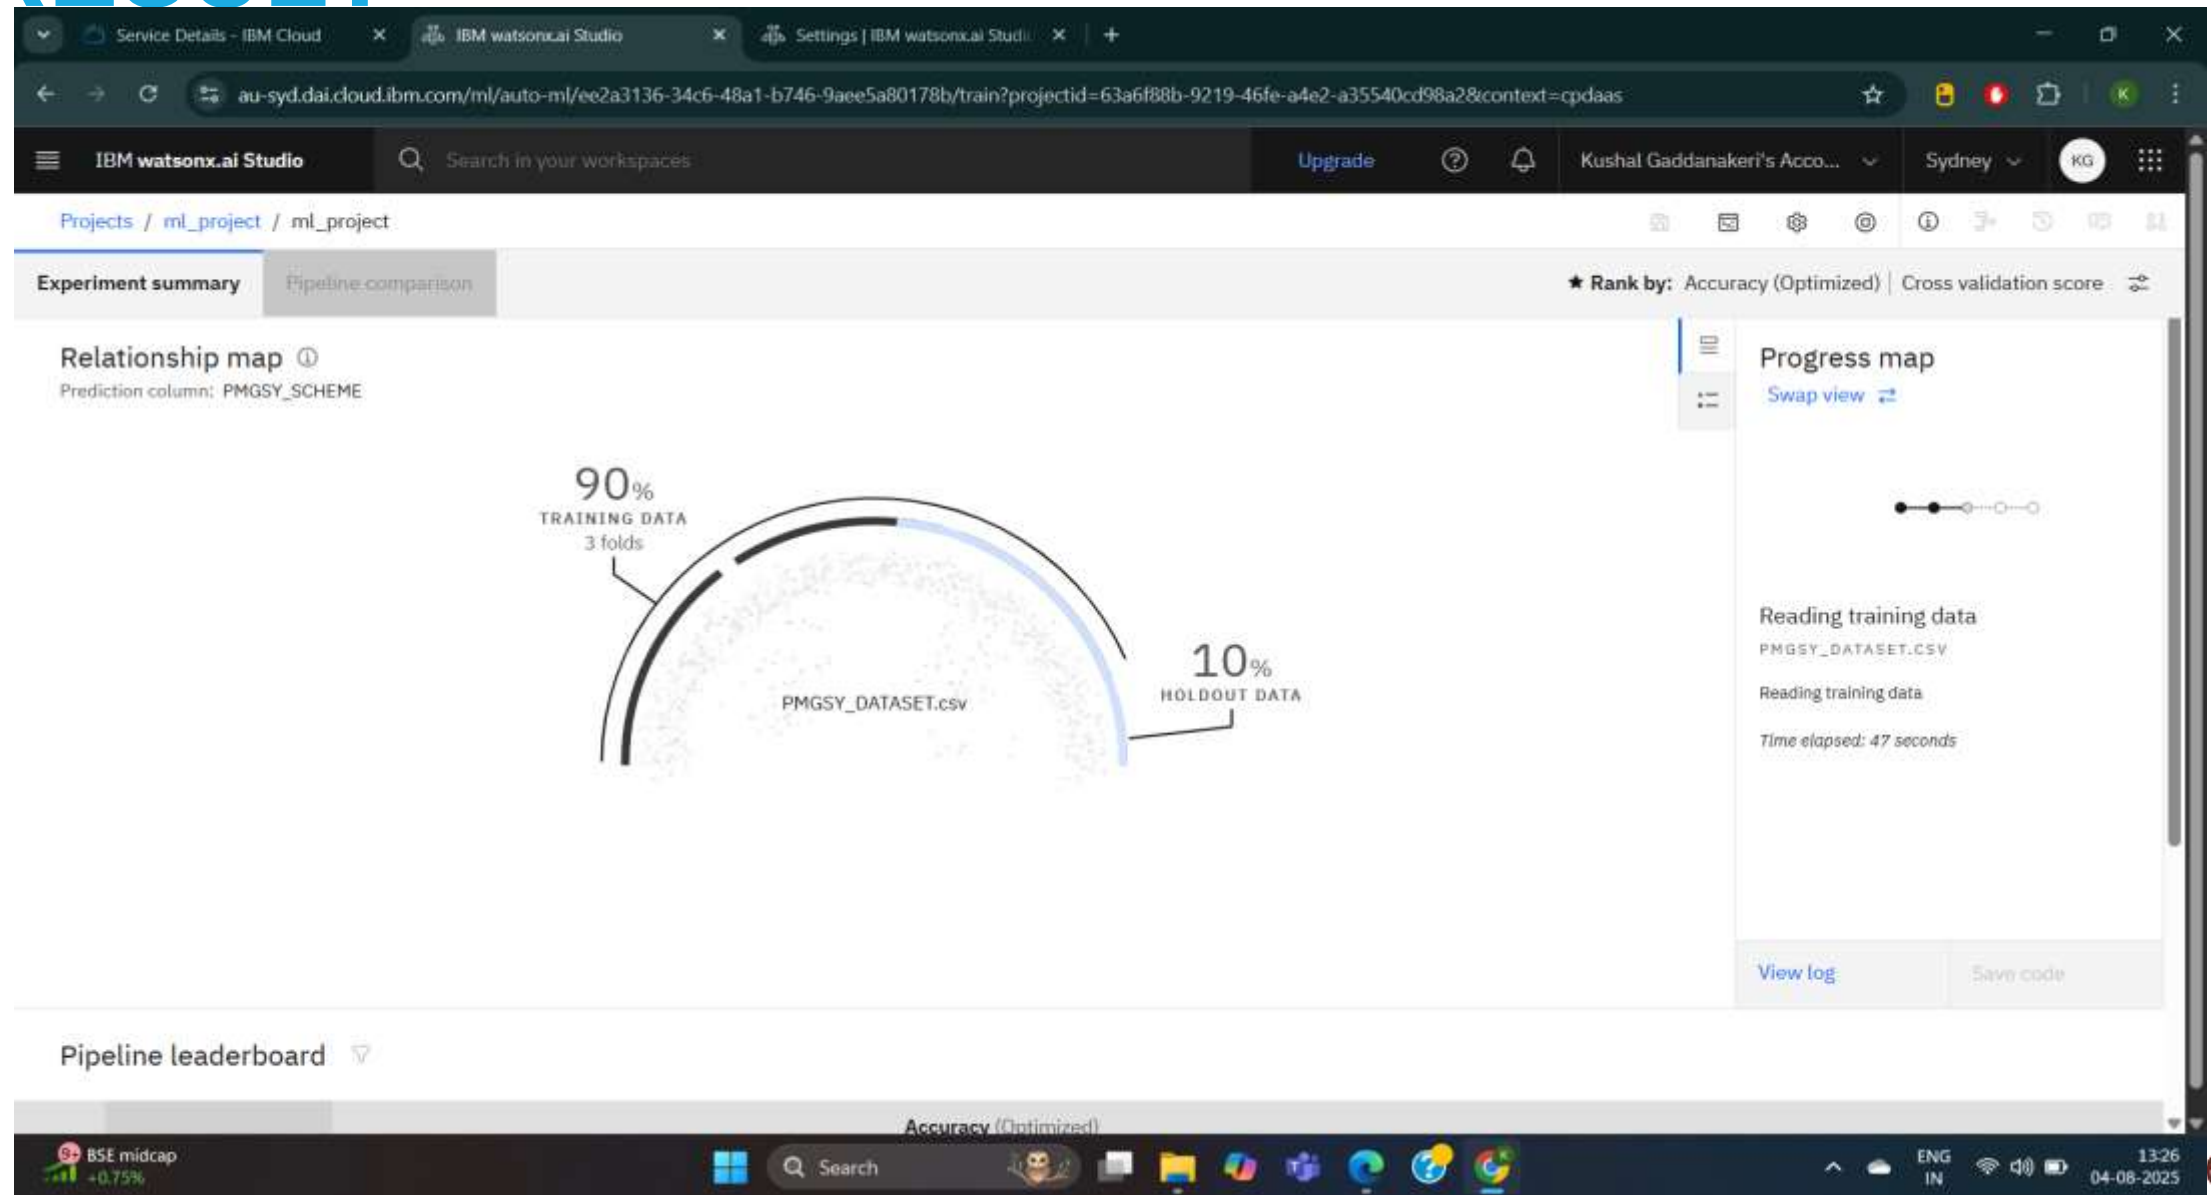 Service Details - IBM Cloud
IBM watsonx.ai Studio
Settings | IBM watsonx.ai Studi
au-syd.dai.cloud.ibm.com/ml/auto-ml/ee2a3136-34c6-48a1-b746-9aee5a80178b/train?projectid=63a6f88b-9219-46fe-a4e2-a35540cd98a28&context=cpdaas
K
IBM watsonx.ai Studio
Search in your workspaces
Upgrade
Kushal Gaddanakeri's Acco...
Sydney
KG
Projects / ml_project / ml_project
Experiment summary
Pipeline comparison
★ Rank by: Accuracy (Optimized) | Cross validation score
Relationship map
Prediction column: PMGSY_SCHEME
90%
TRAINING DATA
3 folds
10%
HOLDOUT DATA
PMGSY_DATASET.csv
Progress map
Swap view
Reading training data
PMGSY_DATASET.CSV
Reading training data
Time elapsed: 47 seconds
View log
Save code
Pipeline leaderboard
Accuracy (Optimized)
9+
BSE midcap
+0.75%
Search
ENG
IN
13:26
04-08-2025